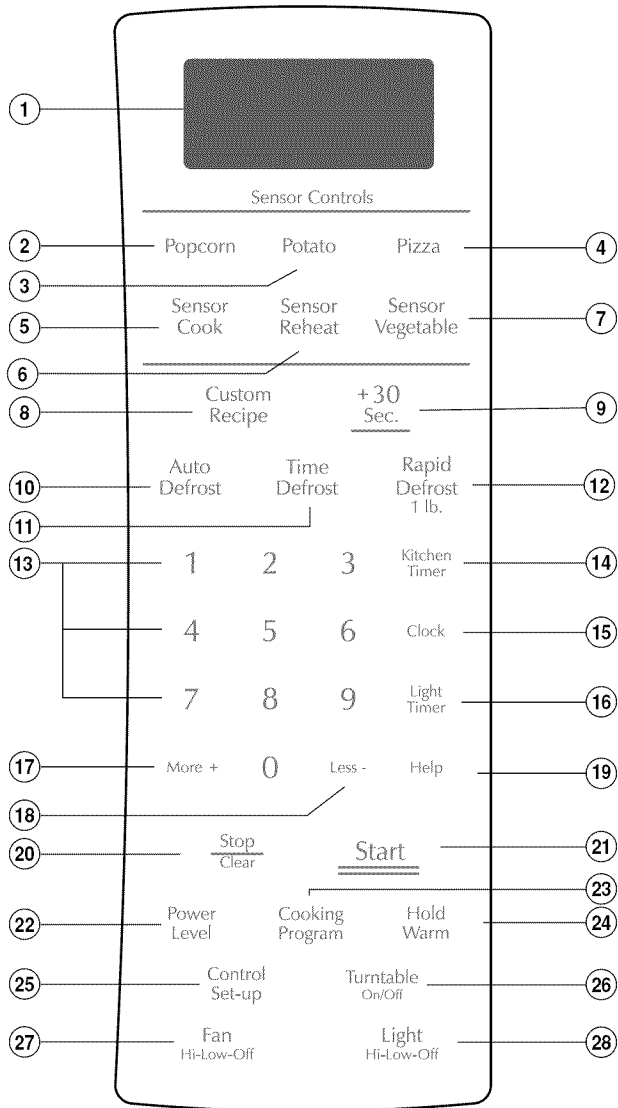 1
Sensor Controls
2 Popcorn Potato Pizza 4
3
5 Sensor Cook Sensor Reheat Sensor Vegetable 7
6
8 Custom Recipe +30 Sec. 9
10 Auto Defrost Time Defrost Rapid Defrost 1 lb. 12
11
13 1 2 3 Kitchen Timer 14
4 5 6 Clock 15
7 8 9 Light Timer 16
17 More + 0 Less - Help 19
18
20 Stop Clear Start 21
23
22 Power Level Cooking Program Hold Warm 24
25 Control Set-up Turntable On/Off 26
27 Fan Hi-Low-Off Light Hi-Low-Off 28